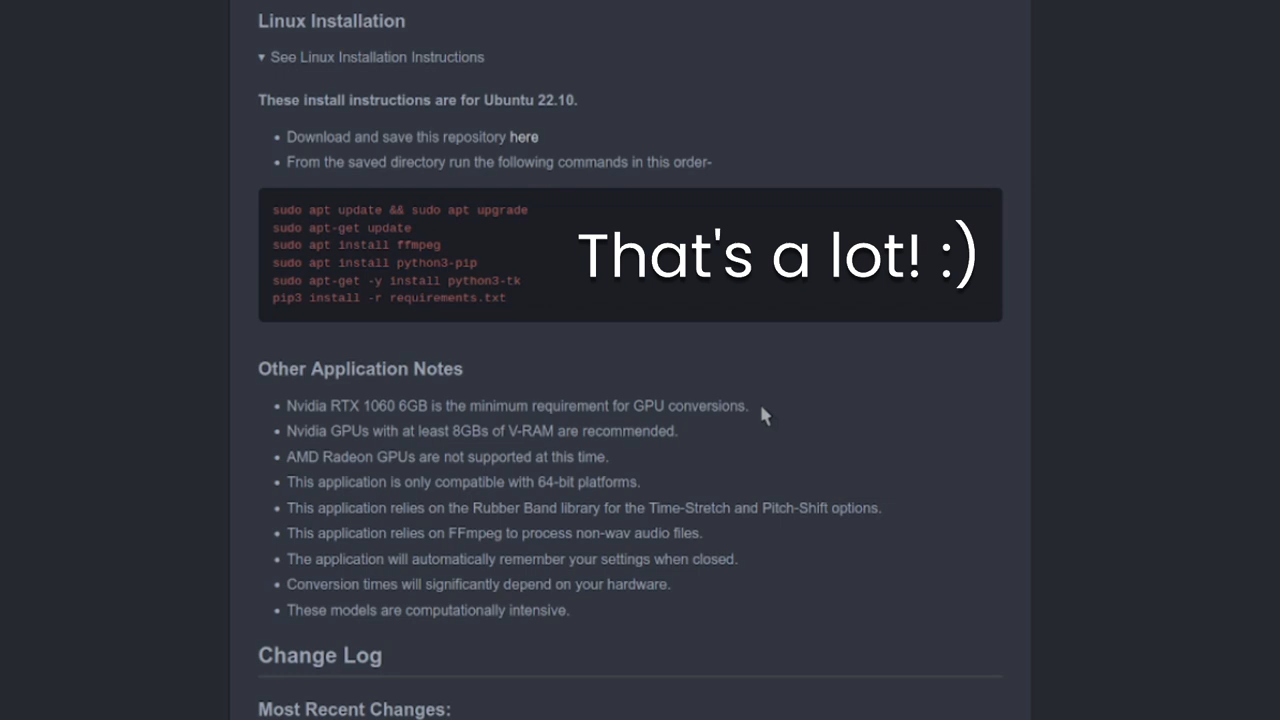 Linux Installation
▾ See Linux Installation Instructions
These install instructions are for Ubuntu 22.10.
• Download and save this repository here
• From the saved directory run the following commands in this order-
sudo apt update && sudo apt upgrade
sudo apt-get update
sudo apt install ffmpeg
sudo apt install python3-pip
sudo apt-get -y install python3-tk
pip3 install -r requirements.txt
That's a lot! :)
Other Application Notes
• Nvidia RTX 1060 6GB is the minimum requirement for GPU conversions.
• Nvidia GPUs with at least 8GBs of V-RAM are recommended.
• AMD Radeon GPUs are not supported at this time.
• This application is only compatible with 64-bit platforms.
• This application relies on the Rubber Band library for the Time-Stretch and Pitch-Shift options.
• This application relies on FFmpeg to process non-wav audio files.
• The application will automatically remember your settings when closed.
• Conversion times will significantly depend on your hardware.
• These models are computationally intensive.
Change Log
Most Recent Changes: